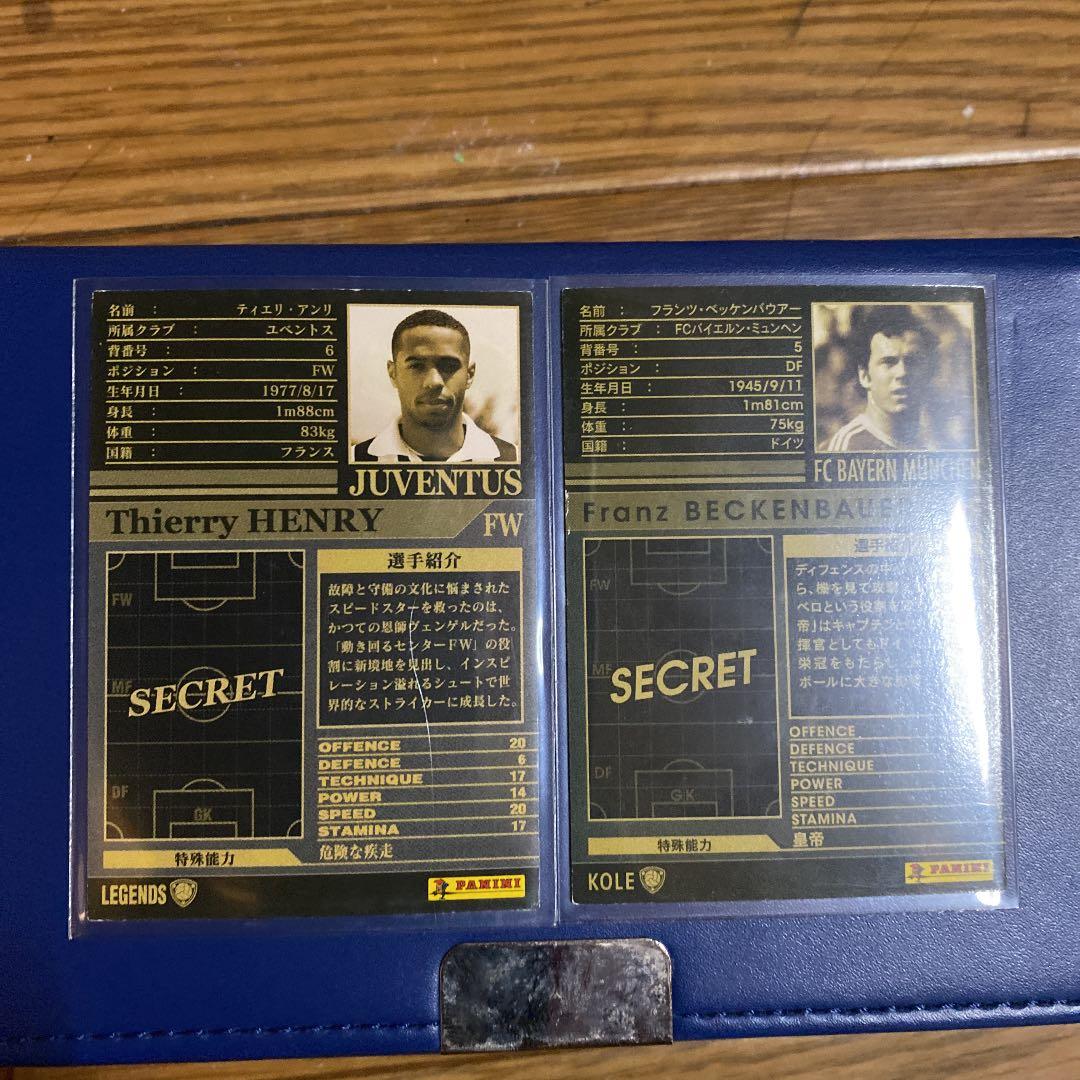 名前 : ティエリ・アンリ
所属クラブ : ユベントス
背番号 : 6
ポジション : FW
生年月日 : 1977/8/17
身長 : 1m88cm
体重 : 83kg
国籍 : フランス
JUVENTUS
Thierry HENRY FW
選手紹介
故障と守備の文化に悩まされた
スピードスターを救ったのは、
かつての恩師ヴェンゲルだった。
「動き回るセンターFW」の役
割に新境地を見出し、インスピ
レーション溢れるシュートで世
界的なストライカーに成長した。
FW
MF
SECRET
DF
GK
OFFENCE 20
DEFENCE 6
TECHNIQUE 17
POWER 14
SPEED 20
STAMINA 17
特殊能力 危険な疾走
LEGENDS
PANINI
名前 : フランツ・ベッケンバウアー
所属クラブ : FCバイエルン・ミュンヘン
背番号 : 5
ポジション : DF
生年月日 : 1945/9/11
身長 : 1m81cm
体重 : 75kg
国籍 : ドイツ
FC BAYERN MÜNCHEN
Franz BECKENBAUE
選手紹介
ディフェンスの中
ら、機を見て攻撃
ベロという役割を
帝」はキャプテン
揮官としてもドイ
栄冠をもたらし、
ボールに大きな
FW
MF
SECRET
DF
GK
OFFENCE
DEFENCE
TECHNIQUE
POWER
SPEED
STAMINA
特殊能力 皇帝
KOLE
PANINI